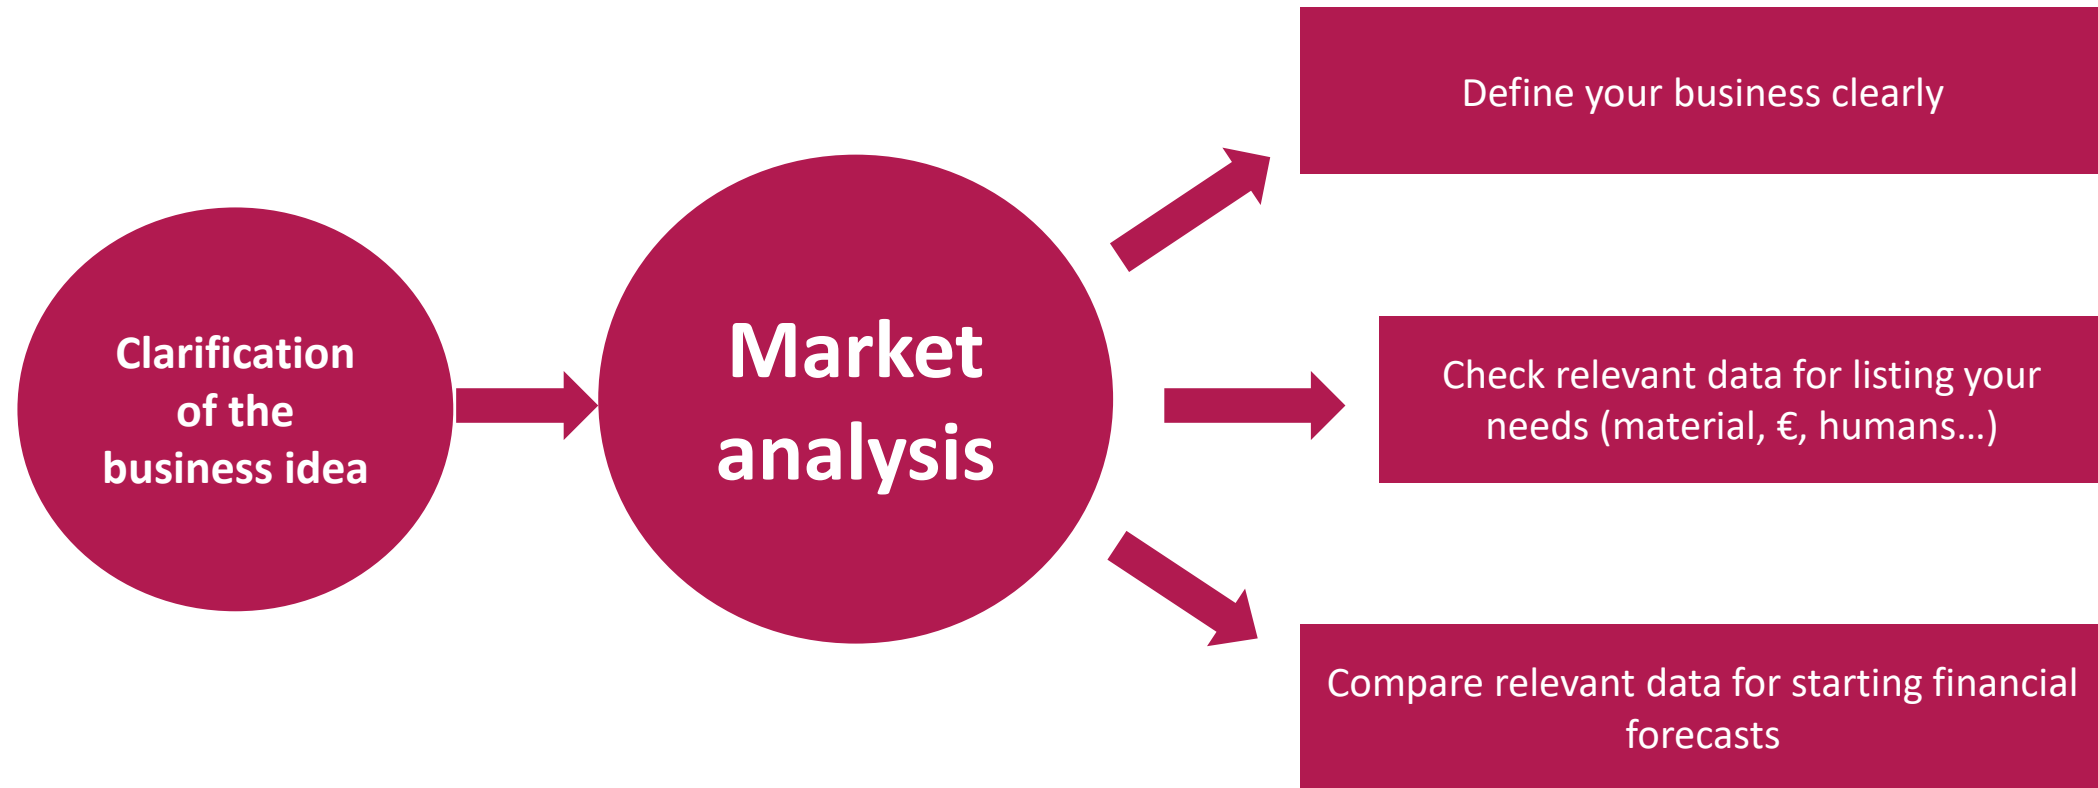 Clarification
of the
business idea
Market
analysis
Define your business clearly
Check relevant data for listing your
needs (material, €, humans…)
Compare relevant data for starting financial
forecasts